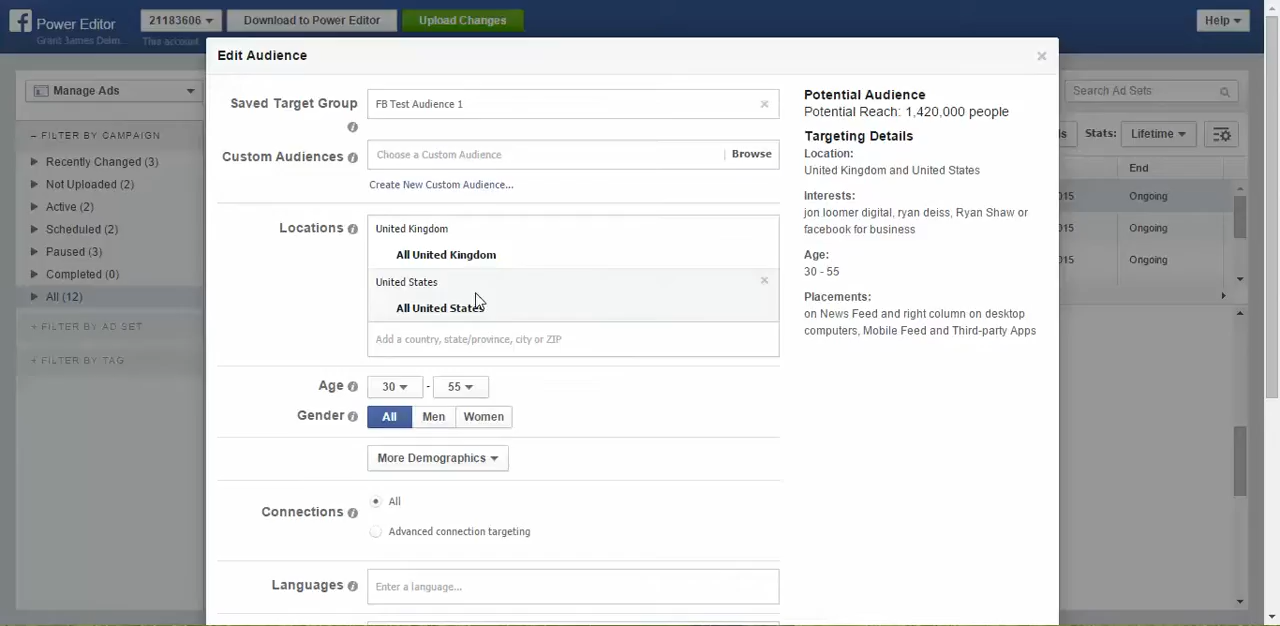 Power Editor
21183606
Download to Power Editor
Upload Changes
Help
This account
Manage Ads
Search Ad Sets
Edit Audience
Saved Target Group
FB Test Audience 1
Custom Audiences
Choose a Custom Audience
Browse
Create New Custom Audience...
Locations
United Kingdom
All United Kingdom
United States
All United States
Add a country, state/province, city or ZIP
Age
30
-
55
Gender
All
Men
Women
More Demographics
Connections
All
Advanced connection targeting
Languages
Enter a language...
Potential Audience
Potential Reach: 1,420,000 people
Targeting Details
Location:
United Kingdom and United States
Interests:
jon loomer digital, ryan deiss, Ryan Shaw or
facebook for business
Age:
30 - 55
Placements:
on News Feed and right column on desktop
computers, Mobile Feed and Third-party Apps
FILTER BY CAMPAIGN
Recently Changed (3)
Not Uploaded (2)
Active (2)
Scheduled (2)
Paused (3)
Completed (0)
All (12)
+ FILTER BY AD SET
+ FILTER BY TAG
Stats:
Lifetime
End
Ongoing
Ongoing
Ongoing